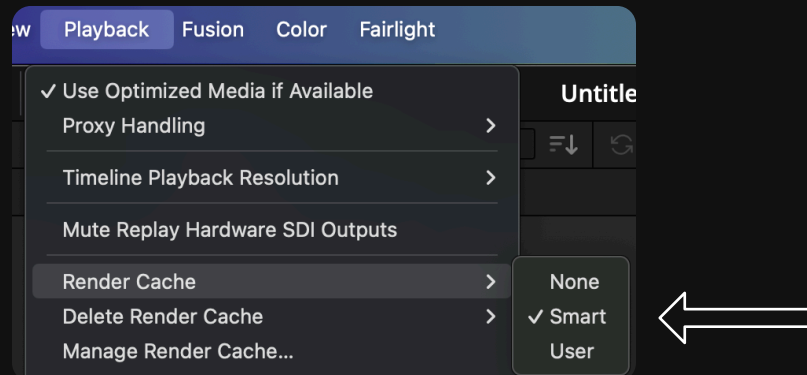 ew Playback Fusion Color Fairlight
✓ Use Optimized Media if Available
Untitle
Proxy Handling
Timeline Playback Resolution
Mute Replay Hardware SDI Outputs
Render Cache
None
Delete Render Cache
✓ Smart
Manage Render Cache...
User